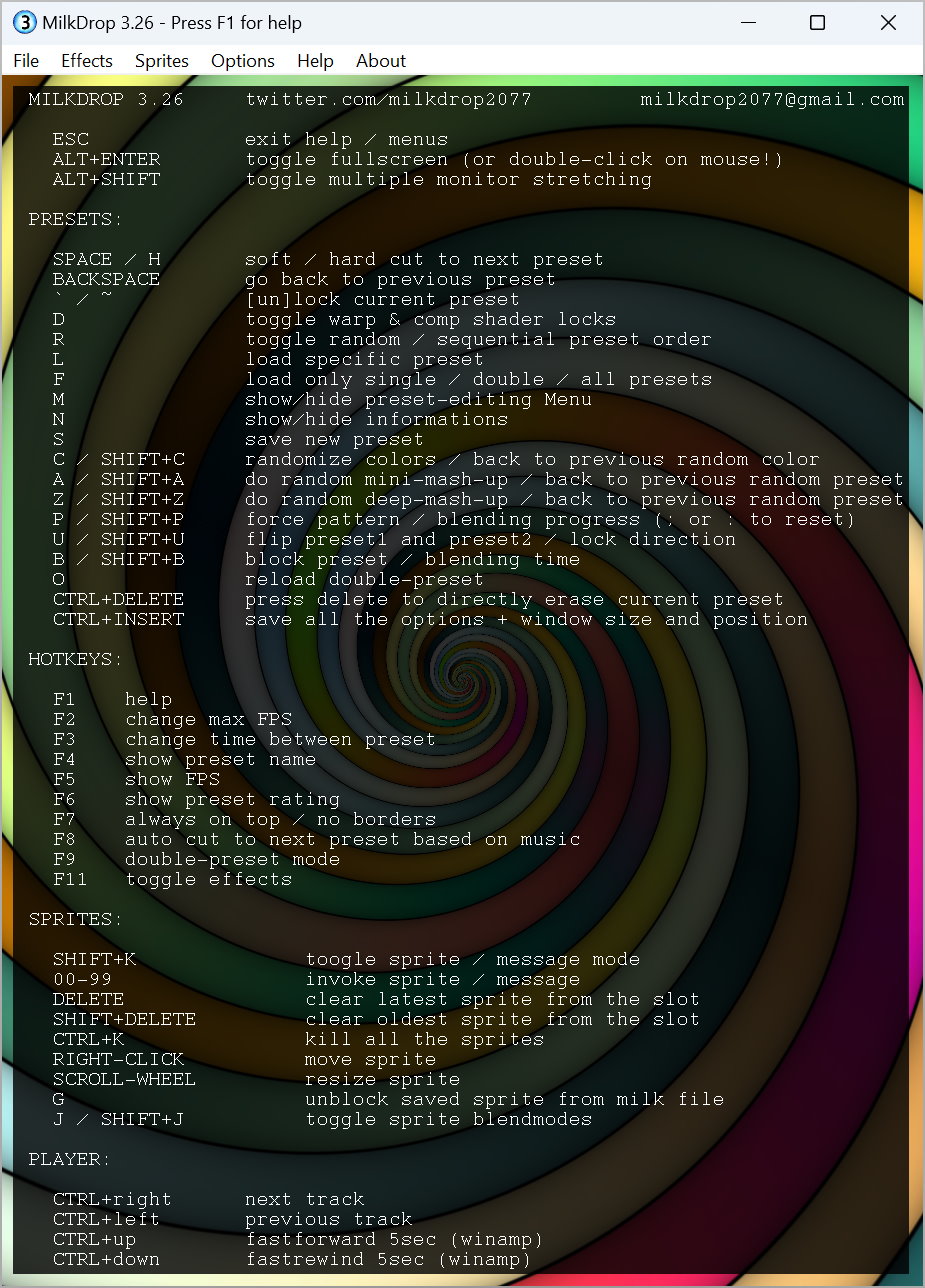 3 MilkDrop 3.26 - Press F1 for help
File Effects Sprites Options Help About
MILKDROP 3.26 twitter.com/milkdrop2077 milkdrop2077@gmail.com
ESC exit help / menus
ALT+ENTER toggle fullscreen (or double-click on mouse!)
ALT+SHIFT toggle multiple monitor stretching
PRESETS:
SPACE / H soft / hard cut to next preset
BACKSPACE go back to previous preset
` / ~ [un]lock current preset
D toggle warp & comp shader locks
R toggle random / sequential preset order
L load specific preset
F load only single / double / all presets
M show/hide preset-editing Menu
N show/hide informations
S save new preset
C / SHIFT+C randomize colors / back to previous random color
A / SHIFT+A do random mini-mash-up / back to previous random preset
Z / SHIFT+Z do random deep-mash-up / back to previous random preset
P / SHIFT+P force pattern / blending progress (; or : to reset)
U / SHIFT+U flip preset1 and preset2 / lock direction
B / SHIFT+B block preset / blending time
O reload double-preset
CTRL+DELETE press delete to directly erase current preset
CTRL+INSERT save all the options + window size and position
HOTKEYS:
F1 help
F2 change max FPS
F3 change time between preset
F4 show preset name
F5 show FPS
F6 show preset rating
F7 always on top / no borders
F8 auto cut to next preset based on music
F9 double-preset mode
F11 toggle effects
SPRITES:
SHIFT+K toogle sprite / message mode
00-99 invoke sprite / message
DELETE clear latest sprite from the slot
SHIFT+DELETE clear oldest sprite from the slot
CTRL+K kill all the sprites
RIGHT-CLICK move sprite
SCROLL-WHEEL resize sprite
G unblock saved sprite from milk file
J / SHIFT+J toggle sprite blendmodes
PLAYER:
CTRL+right next track
CTRL+left previous track
CTRL+up fastforward 5sec (winamp)
CTRL+down fastrewind 5sec (winamp)